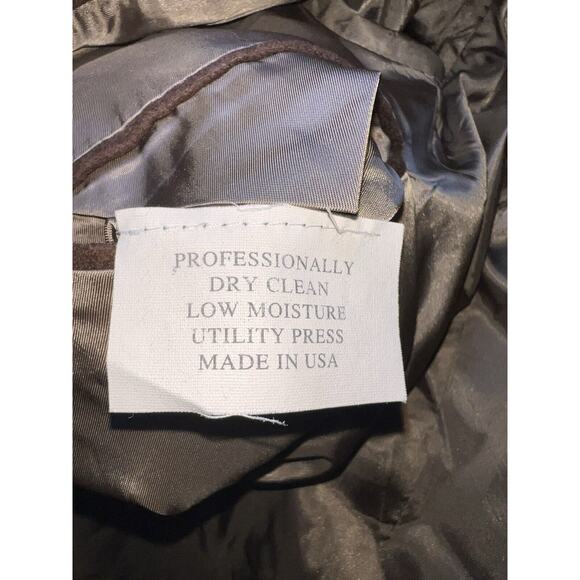 PROFESSIONALLY
DRY CLEAN
LOW MOISTURE
UTILITY PRESS
MADE IN USA